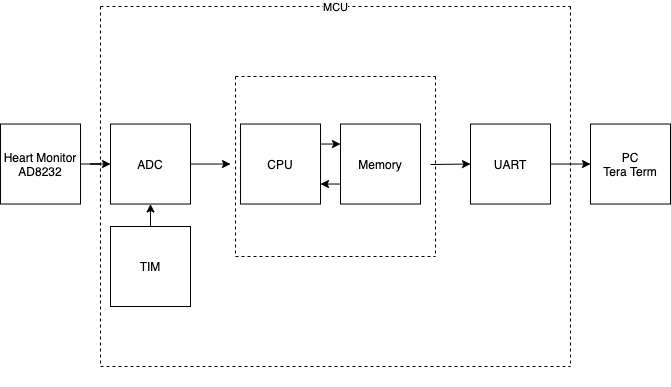 MCU
Heart Monitor
AD8232
ADC
CPU
Memory
UART
PC
Tera Term
TIM